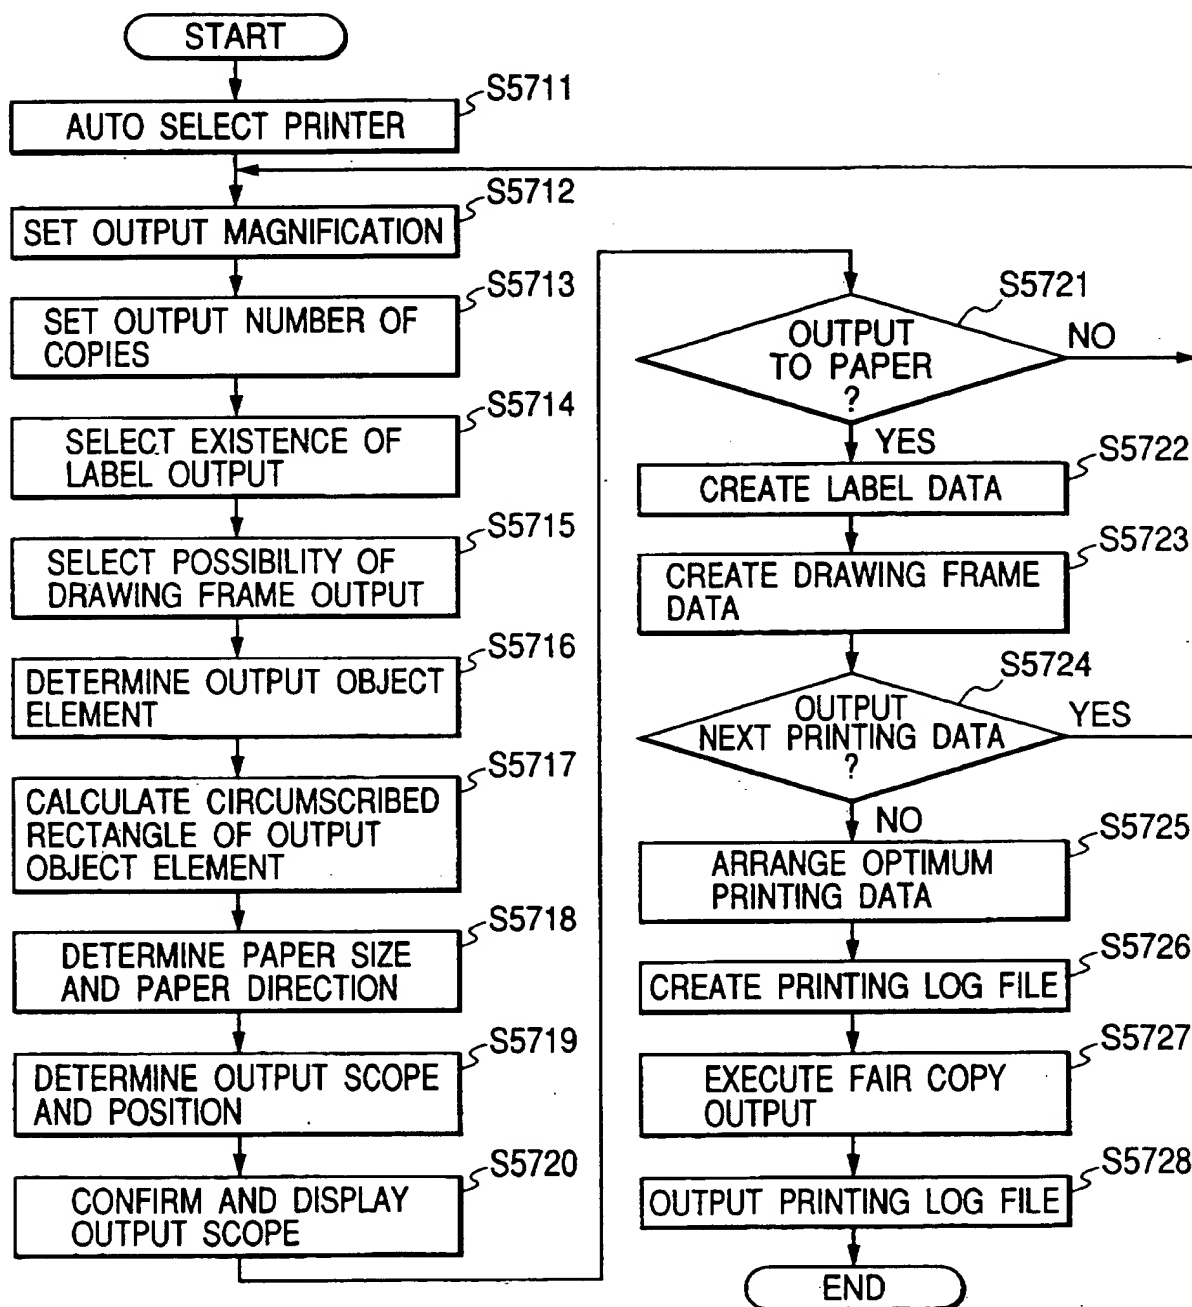 START
S5711
AUTO SELECT PRINTER
S5712
SET OUTPUT MAGNIFICATION
S5713
SET OUTPUT NUMBER OF
COPIES
S5714
SELECT EXISTENCE OF
LABEL OUTPUT
S5715
SELECT POSSIBILITY OF
DRAWING FRAME OUTPUT
S5716
DETERMINE OUTPUT OBJECT
ELEMENT
S5717
CALCULATE CIRCUMSCRIBED
RECTANGLE OF OUTPUT
OBJECT ELEMENT
S5718
DETERMINE PAPER SIZE
AND PAPER DIRECTION
S5719
DETERMINE OUTPUT SCOPE
AND POSITION
S5720
CONFIRM AND DISPLAY
OUTPUT SCOPE
S5721
OUTPUT
TO PAPER
?
NO
YES
S5722
CREATE LABEL DATA
S5723
CREATE DRAWING FRAME
DATA
S5724
OUTPUT
NEXT PRINTING DATA
?
YES
NO
S5725
ARRANGE OPTIMUM
PRINTING DATA
S5726
CREATE PRINTING LOG FILE
S5727
EXECUTE FAIR COPY
OUTPUT
S5728
OUTPUT PRINTING LOG FILE
END